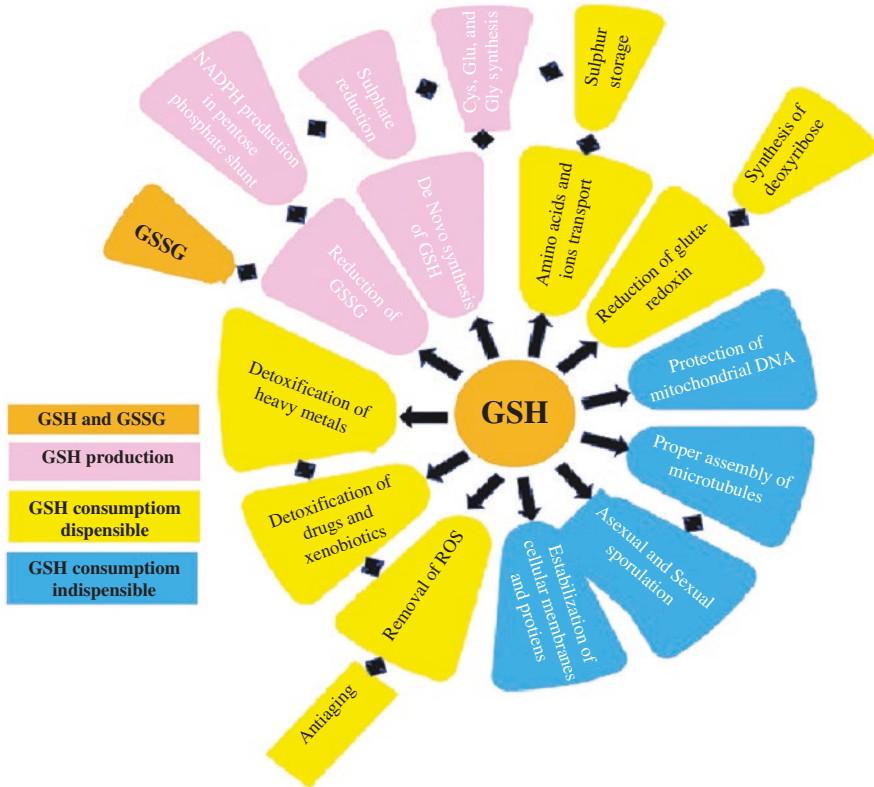 NADPH production
in pentose
phosphate shunt
Sulphate
reduction
Cys, Glu, and
Gly synthesis
Sulphur
storage
Synthesis of
deoxyribose
GSSG
Reduction of
GSSG
De Novo synthesis
of GSH
Amino acids and
ions transport
Reduction of gluta-
redoxin
Protection of
mitochondrial DNA
Proper assembly of
microtubules
Asexual and Sexual
sporulation
Estabilization of
cellular membranes
and protiens
Removal of ROS
Antiaging
Detoxification of
drugs and
xenobiotics
Detoxification of
heavy metals
GSH
GSH and GSSG
GSH production
GSH consumptiom
dispensible
GSH consumptiom
indispensible